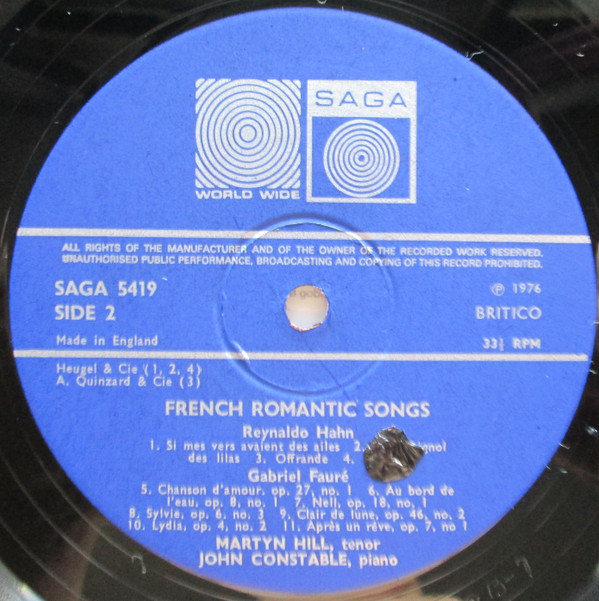 WORLD WIDE
SAGA
ALL RIGHTS OF THE MANUFACTURER AND OF THE OWNER OF THE RECORDED WORK RESERVED.
UNAUTHORISED PUBLIC PERFORMANCE, BROADCASTING AND COPYING OF THIS RECORD PROHIBITED.
SAGA 5419
℗ 1976
SIDE 2
BRITICO
Made in England
33⅓ RPM
Heugel & Cie (1, 2, 4)
A. Quinzard & Cie (3)
FRENCH ROMANTIC SONGS
Reynaldo Hahn
1. Si mes vers avaient des ailes 2.
des lilas 3. Offrande 4.
Gabriel Fauré
5. Chanson d'amour, op. 27, no. 1 6. Au bord de
l'eau, op. 8, no. 1 7. Nell, op. 18, no. 1
8, Sylvie, op. 6, no. 3 9. Clair de lune, op. 46, no. 2
10. Lydia, op. 4, no. 2 11. Après un rêve, op. 7, no 1
MARTYN HILL, tenor
JOHN CONSTABLE, piano